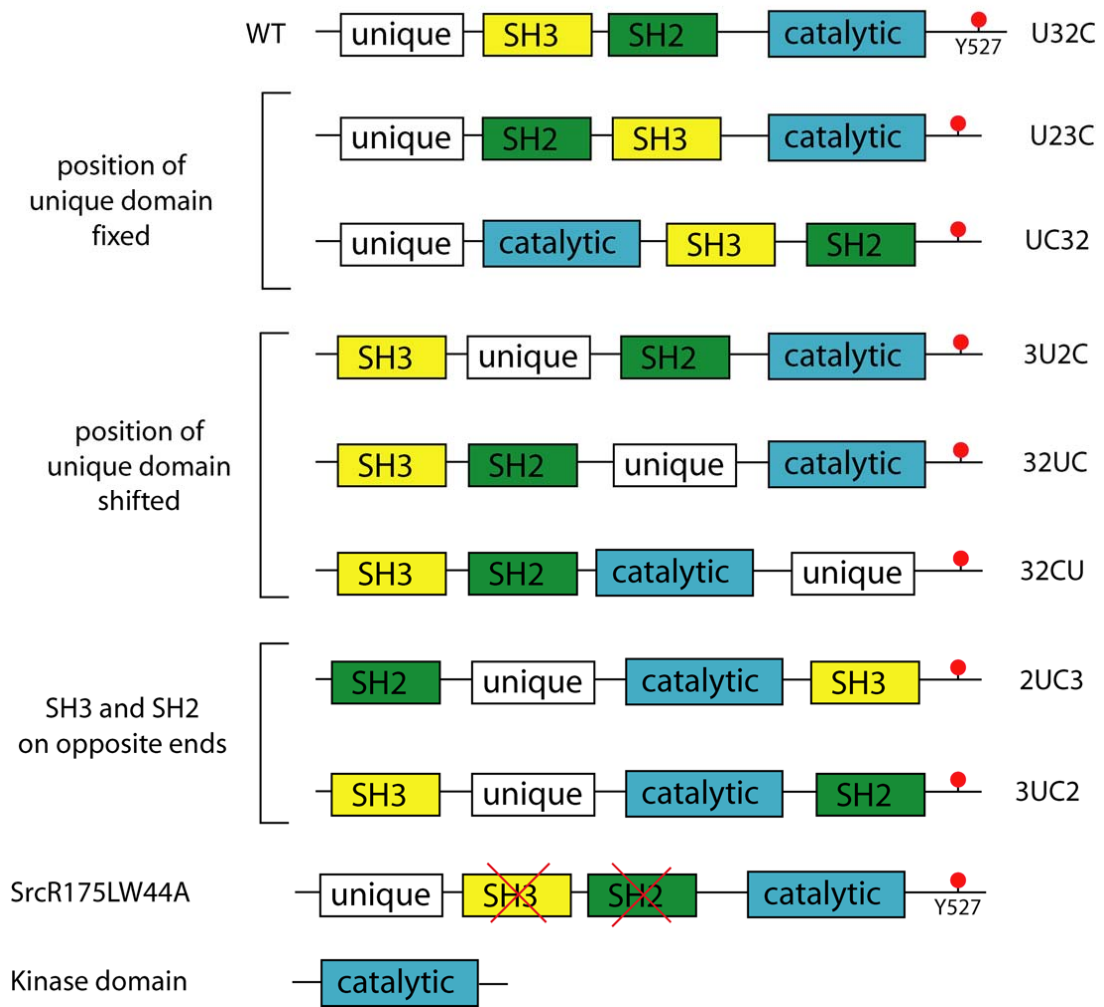 WT unique SH3 SH2 catalytic Y527 U32C
unique SH2 SH3 catalytic U23C
position of
unique domain
fixed
unique catalytic SH3 SH2 UC32
SH3 unique SH2 catalytic 3U2C
position of
unique domain
shifted
SH3 SH2 unique catalytic 32UC
SH3 SH2 catalytic unique 32CU
SH2 unique catalytic SH3 2UC3
SH3 and SH2
on opposite ends
SH3 unique catalytic SH2 3UC2
SrcR175LW44A unique SH3 SH2 catalytic Y527
Kinase domain catalytic